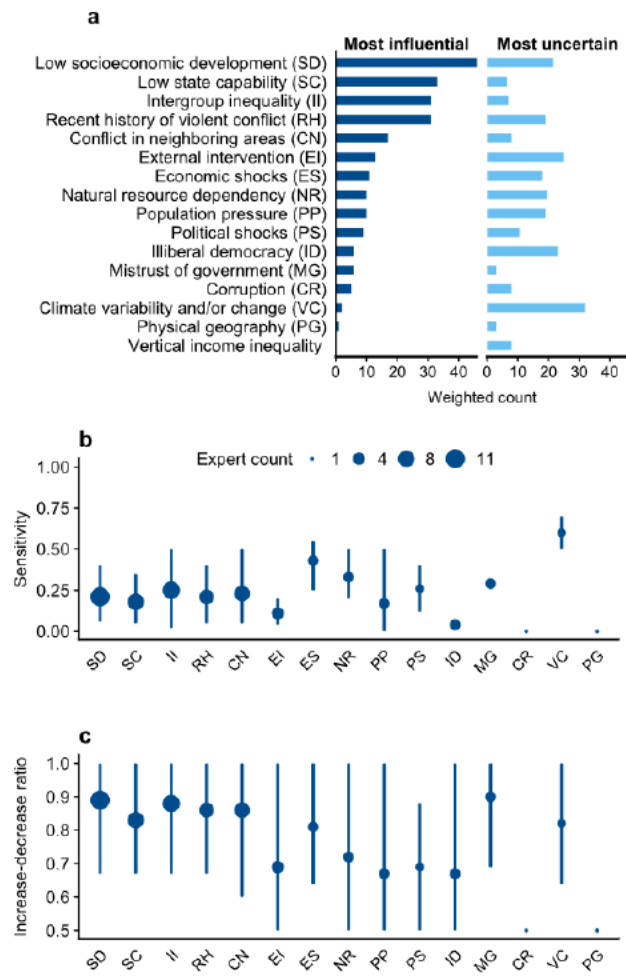 a
Most influential Most uncertain
Low socioeconomic development (SD)
Low state capability (SC)
Intergroup inequality (II)
Recent history of violent conflict (RH)
Conflict in neighboring areas (CN)
External intervention (EI)
Economic shocks (ES)
Natural resource dependency (NR)
Population pressure (PP)
Political shocks (PS)
Illiberal democracy (ID)
Mistrust of government (MG)
Corruption (CR)
Climate variability and/or change (VC)
Physical geography (PG)
Vertical income inequality
0 10 20 30 40 0 10 20 30 40
Weighted count
b
Expert count 1 4 8 11
Sensitivity
1.00
0.75
0.50
0.25
0.00
SD SC II RH CN EI ES NR PP PS ID MG CR VC PG
c
Increase-decrease ratio
1.0
0.9
0.8
0.7
0.6
0.5
SD SC II RH CN EI ES NR PP PS ID MG CR VC PG